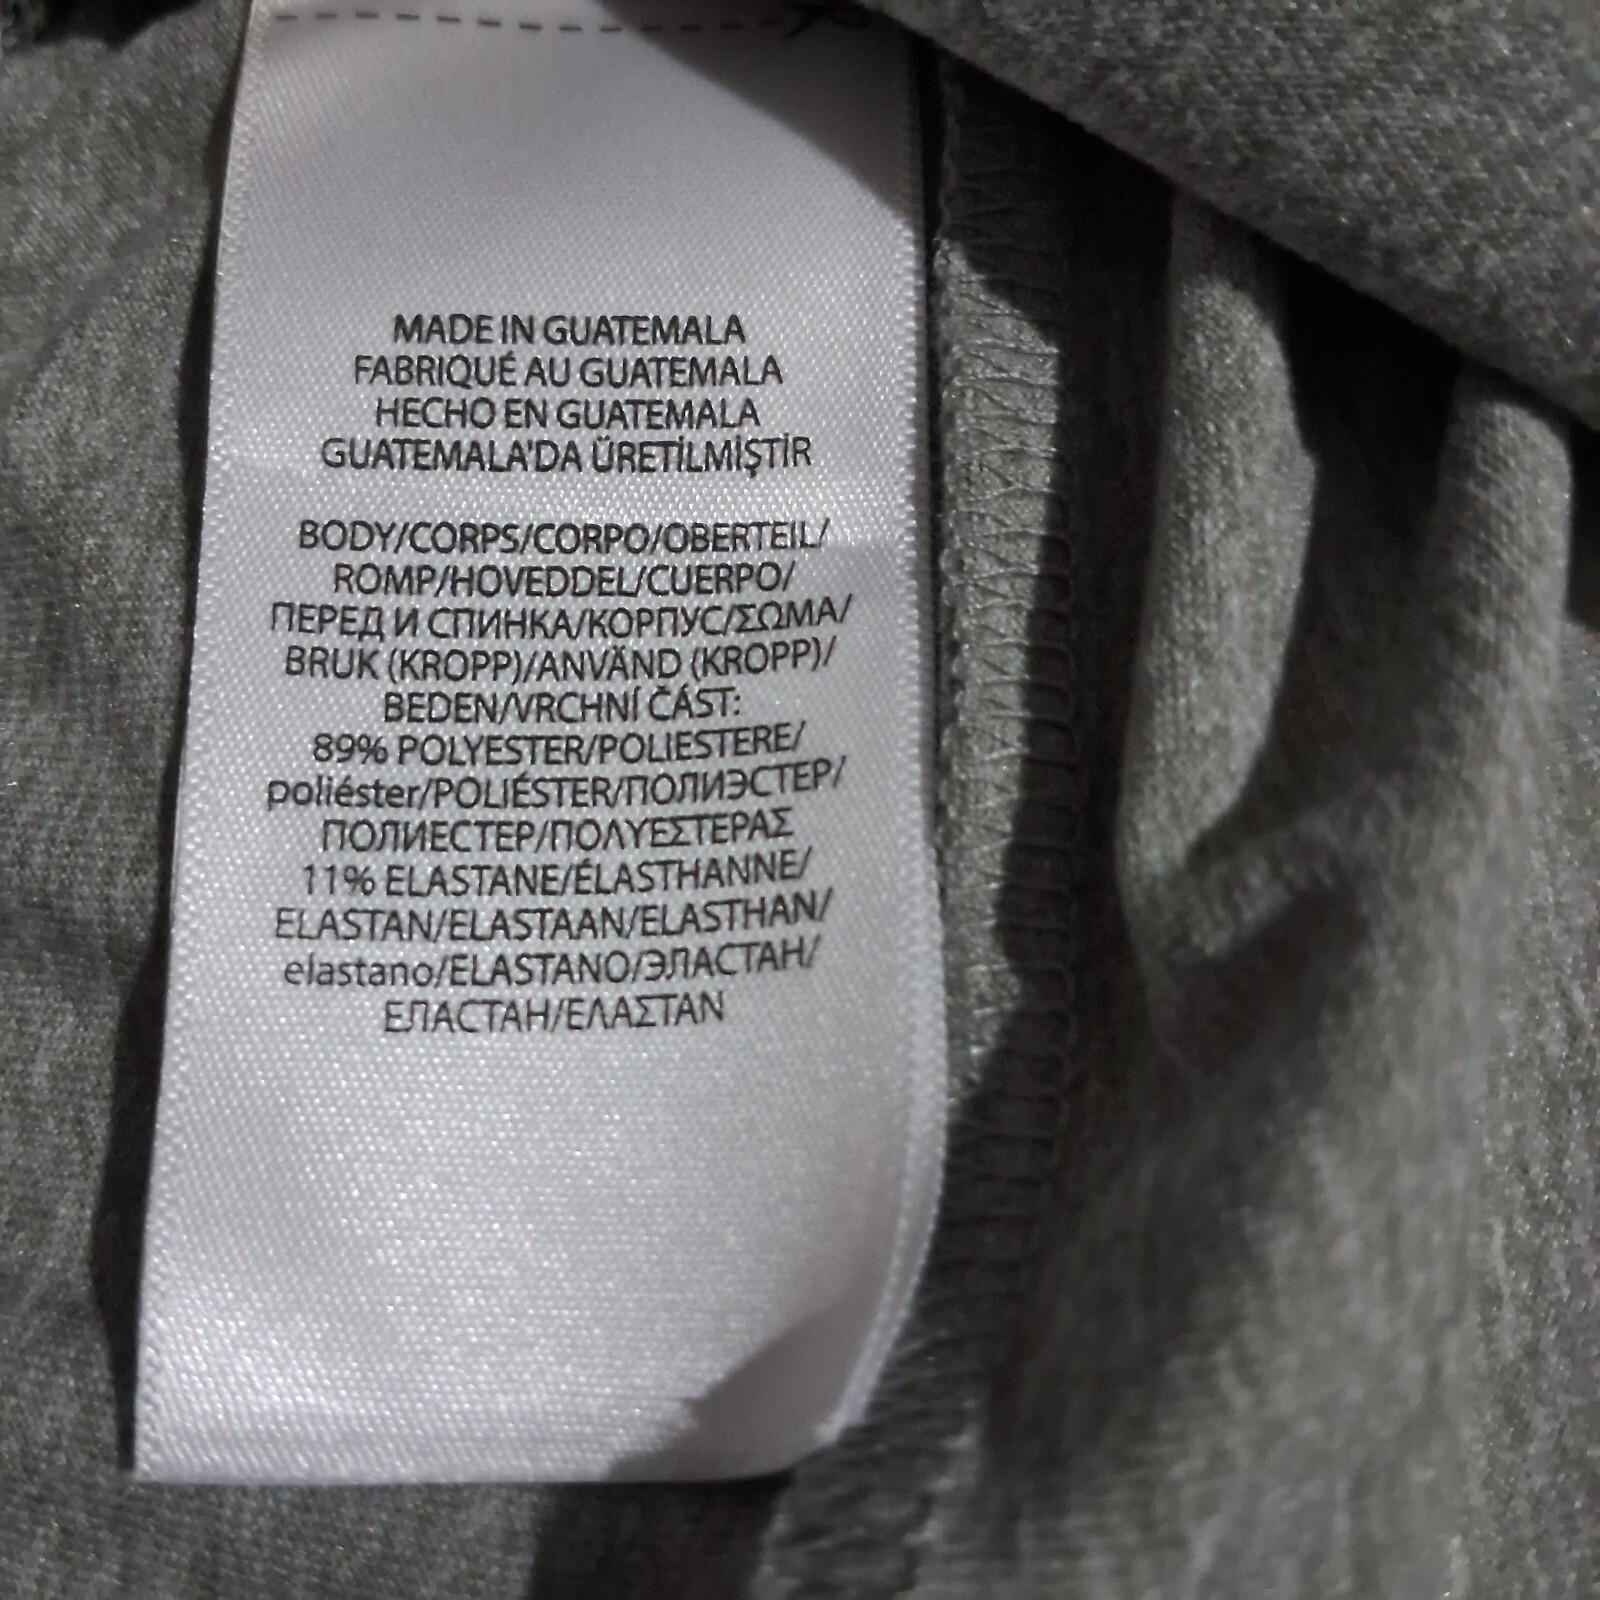 MADE IN GUATEMALA
FABRIQUÉ AU GUATEMALA
HECHO EN GUATEMALA
GUATEMALA'DA ÜRETİLMİŞTİR
BODY/CORPS/CORPO/OBERTEIL/
ROMP/HOVEDDEL/CUERPO/
ПЕРЕД И СПИНКА/КОРПУС/ΣΩΜΑ/
BRUK (KROPP)/ANVÄND (KROPP)/
BEDEN/VRCHNÍ ČÁST:
89% POLYESTER/POLIESTERE/
poliéster/POLIÉSTER/ПОЛИЭСТЕР/
ПОЛИЕСТЕР/ΠΟΛΥΕΣΤΕΡΑΣ
11% ELASTANE/ÉLASTHANNE/
ELASTAN/ELASTAAN/ELASTHAN/
elastano/ELASTANO/ЭЛАСТАН/
ЕЛАСТАН/ΕΛΑΣΤΑΝ